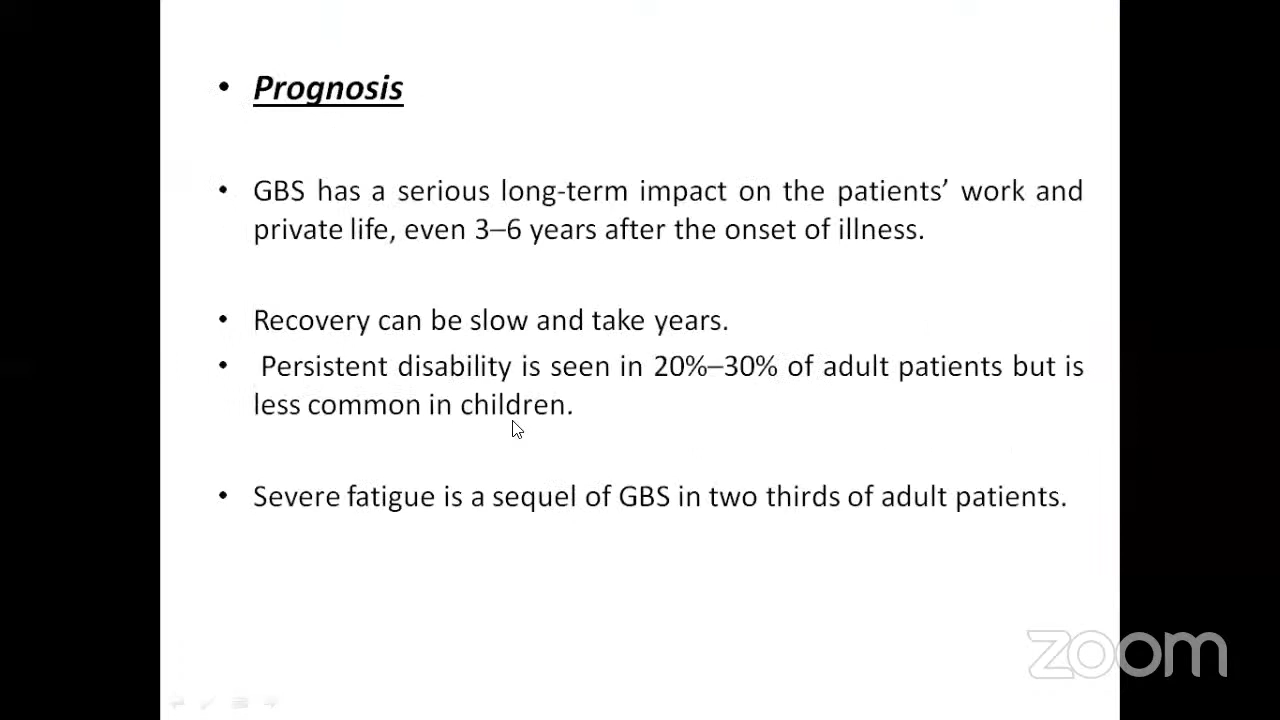 • Prognosis
• GBS has a serious long-term impact on the patients’ work and
private life, even 3–6 years after the onset of illness.
• Recovery can be slow and take years.
• Persistent disability is seen in 20%–30% of adult patients but is
less common in children.
• Severe fatigue is a sequel of GBS in two thirds of adult patients.
zoom